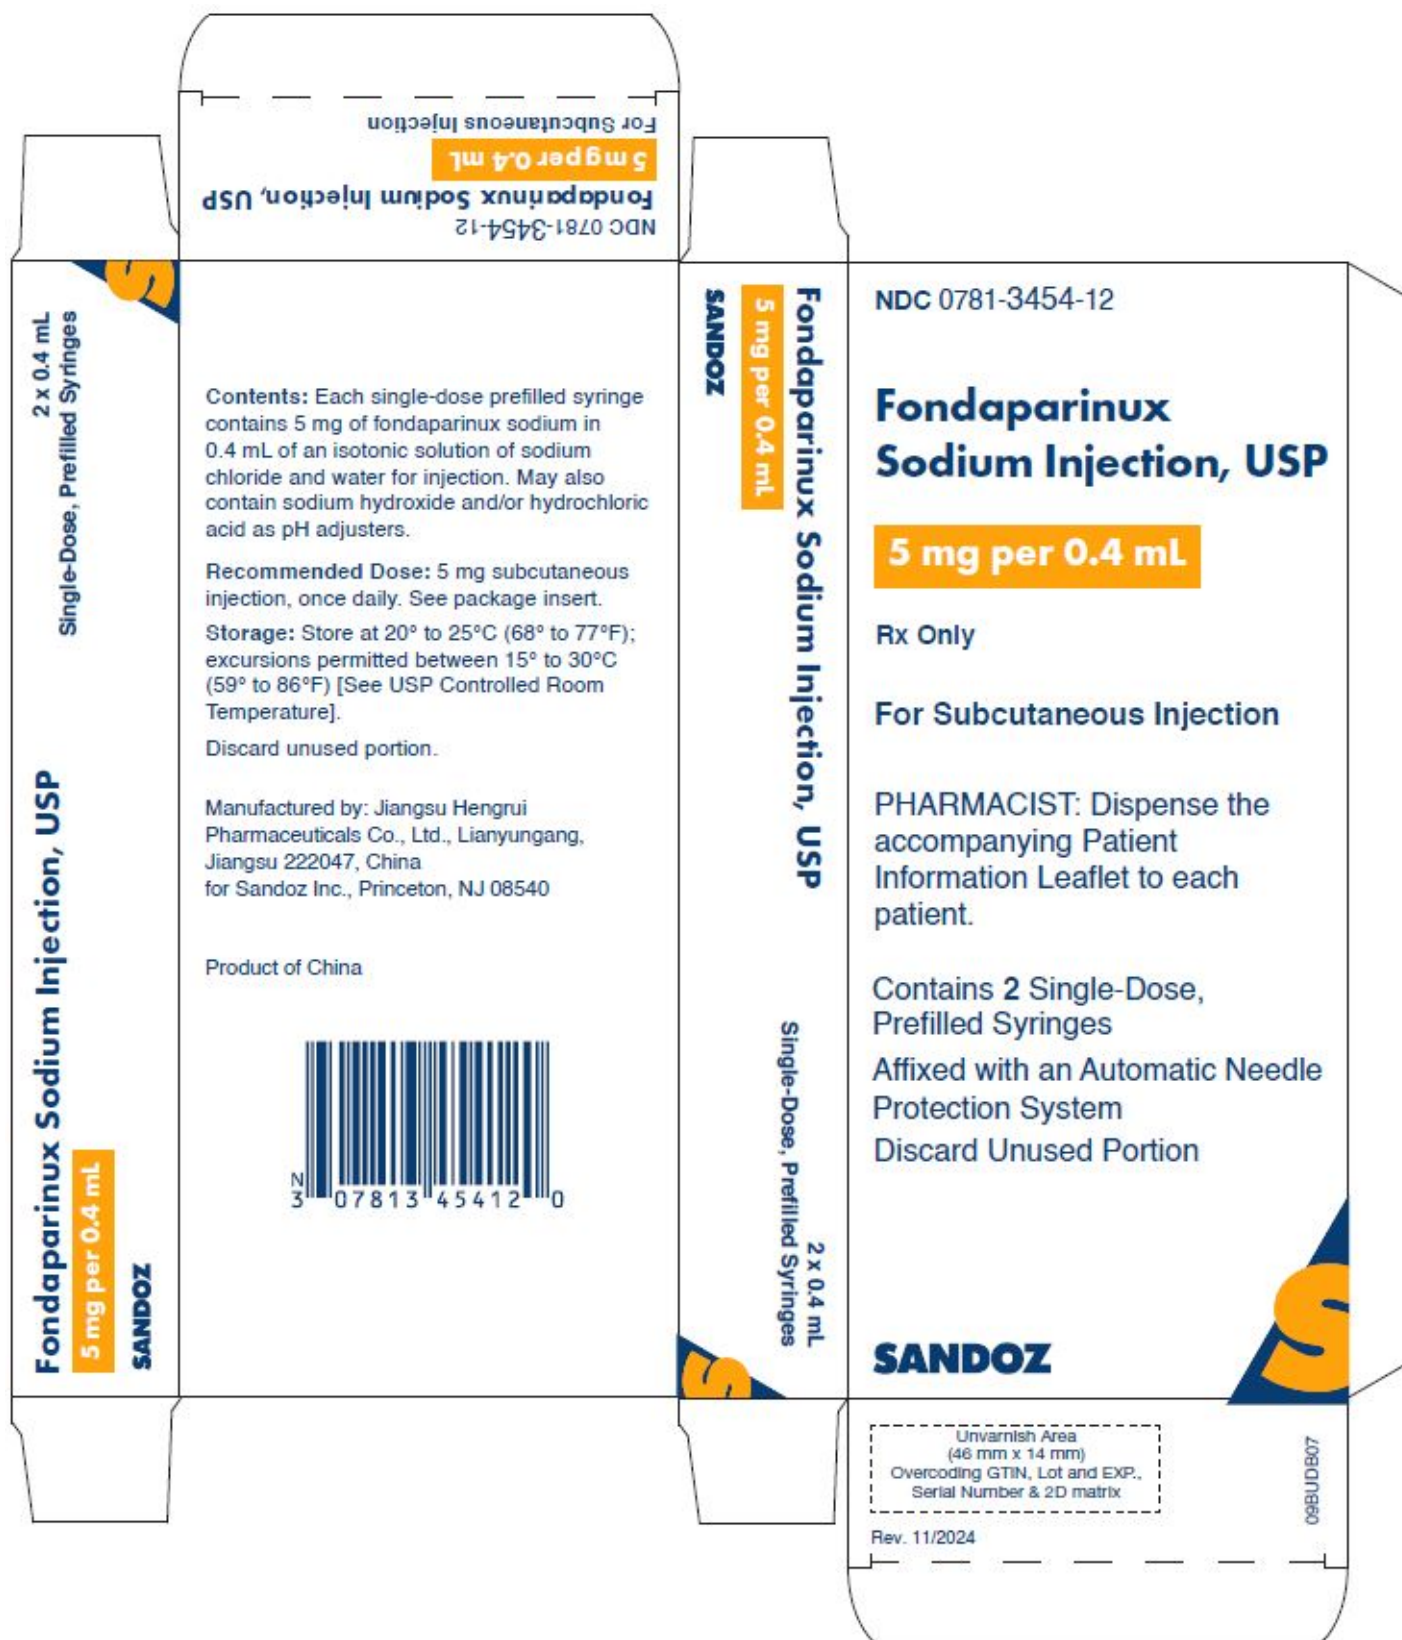 For Subcutaneous Injection
5 mg per 0.4 mL
Fondaparinux Sodium Injection, USP
NDC 0781-3454-12
S
2 x 0.4 mL
Single-Dose, Prefilled Syringes
Fondaparinux Sodium Injection, USP
5 mg per 0.4 mL
SANDOZ
Contents: Each single-dose prefilled syringe
contains 5 mg of fondaparinux sodium in
0.4 mL of an isotonic solution of sodium
chloride and water for injection. May also
contain sodium hydroxide and/or hydrochloric
acid as pH adjusters.
Recommended Dose: 5 mg subcutaneous
injection, once daily. See package insert.
Storage: Store at 20° to 25°C (68° to 77°F);
excursions permitted between 15° to 30°C
(59° to 86°F) [See USP Controlled Room
Temperature].
Discard unused portion.
Manufactured by: Jiangsu Hengrui
Pharmaceuticals Co., Ltd., Lianyungang,
Jiangsu 222047, China
for Sandoz Inc., Princeton, NJ 08540
Product of China
N
3 07813 45412 0
Fondaparinux Sodium Injection, USP
5 mg per 0.4 mL
SANDOZ
2 x 0.4 mL
Single-Dose, Prefilled Syringes
S
NDC 0781-3454-12
Fondaparinux
Sodium Injection, USP
5 mg per 0.4 mL
Rx Only
For Subcutaneous Injection
PHARMACIST: Dispense the
accompanying Patient
Information Leaflet to each
patient.
Contains 2 Single-Dose,
Prefilled Syringes
Affixed with an Automatic Needle
Protection System
Discard Unused Portion
SANDOZ
S
Unvarnish Area
(46 mm x 14 mm)
Overcoding GTIN, Lot and EXP.,
Serial Number & 2D matrix
Rev. 11/2024
09BUDB07